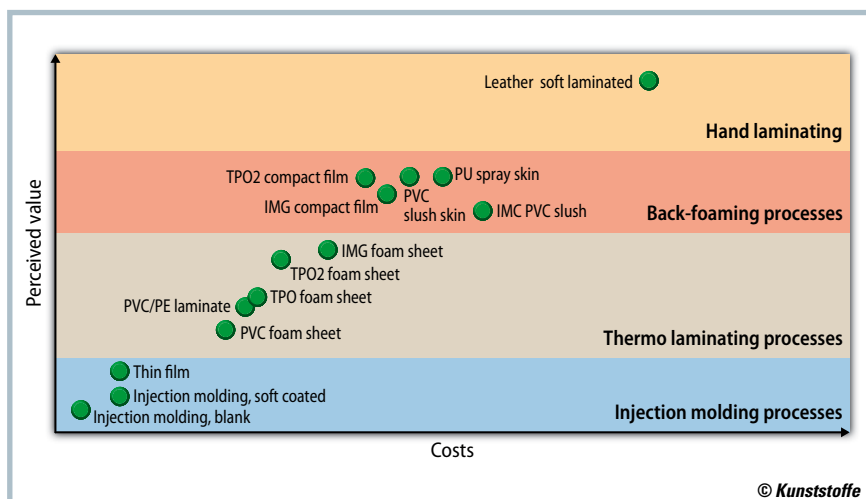 Perceived value
Leather soft laminated
Hand laminating
TPO2 compact film
PU spray skin
IMG compact film
PVC
slush skin
IMC PVC slush
Back-foaming processes
IMG foam sheet
TPO2 foam sheet
TPO foam sheet
PVC/PE laminate
PVC foam sheet
Thermo laminating processes
Thin film
Injection molding, soft coated
Injection molding, blank
Injection molding processes
Costs
© Kunststoffe